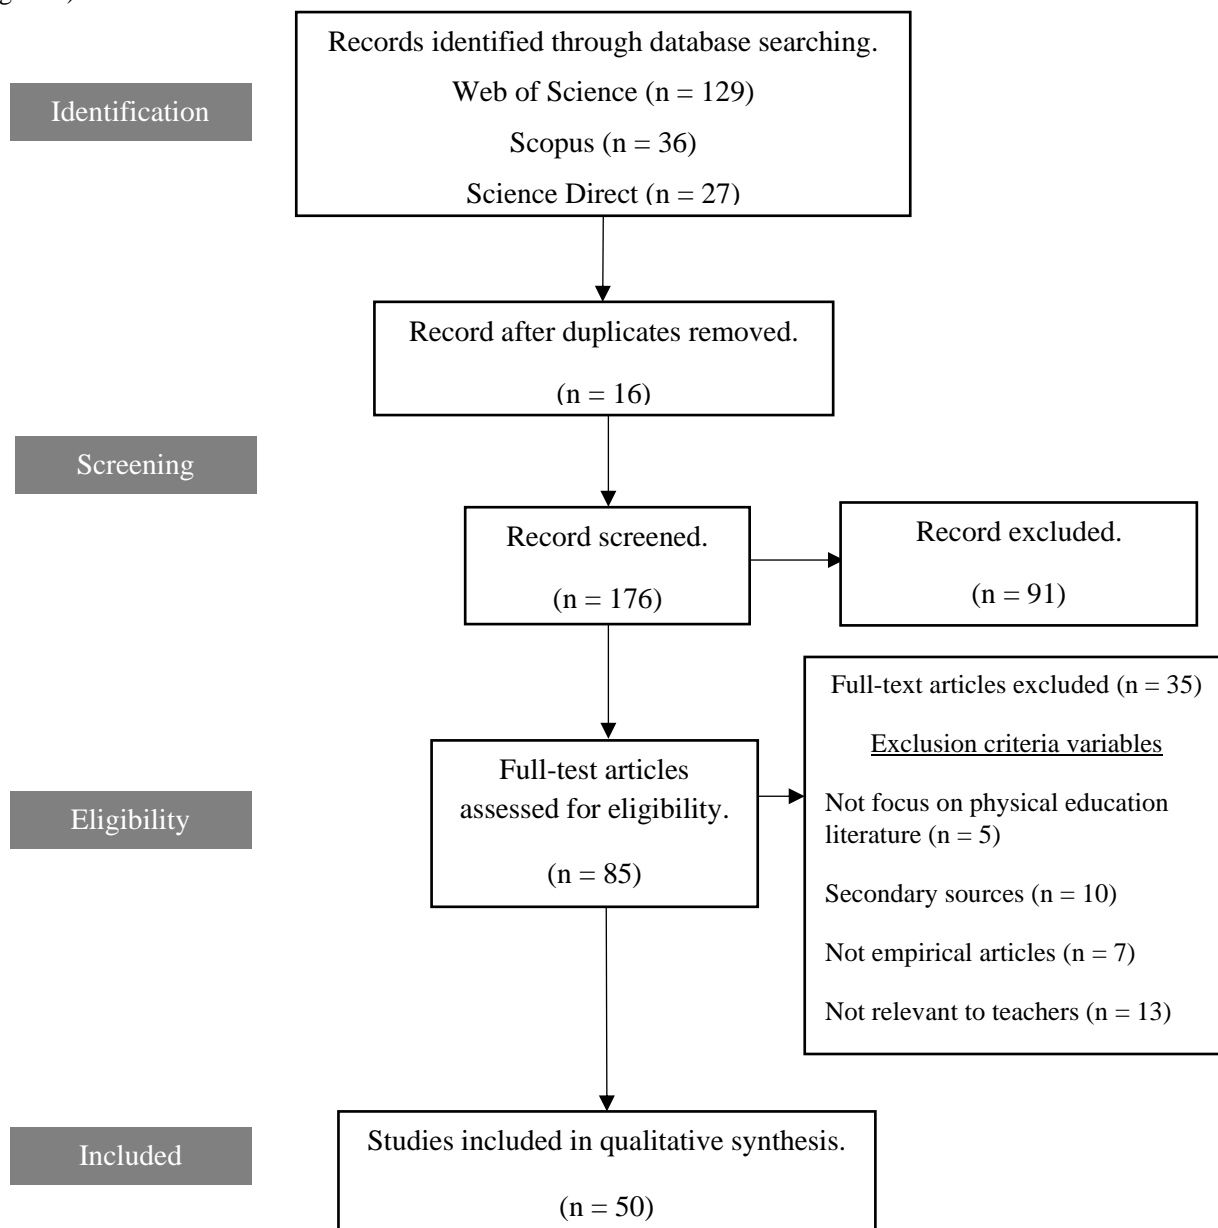 Records identified through database searching.
Identification
Web of Science (n = 129)
Scopus (n = 36)
Science Direct (n = 27)
Record after duplicates removed.
(n = 16)
Screening
Record screened.
(n = 176)
Record excluded.
(n = 91)
Full-text articles excluded (n = 35)
Exclusion criteria variables
Not focus on physical education
literature (n = 5)
Secondary sources (n = 10)
Not empirical articles (n = 7)
Not relevant to teachers (n = 13)
Eligibility
Full-test articles
assessed for eligibility.
(n = 85)
Included
Studies included in qualitative synthesis.
(n = 50)